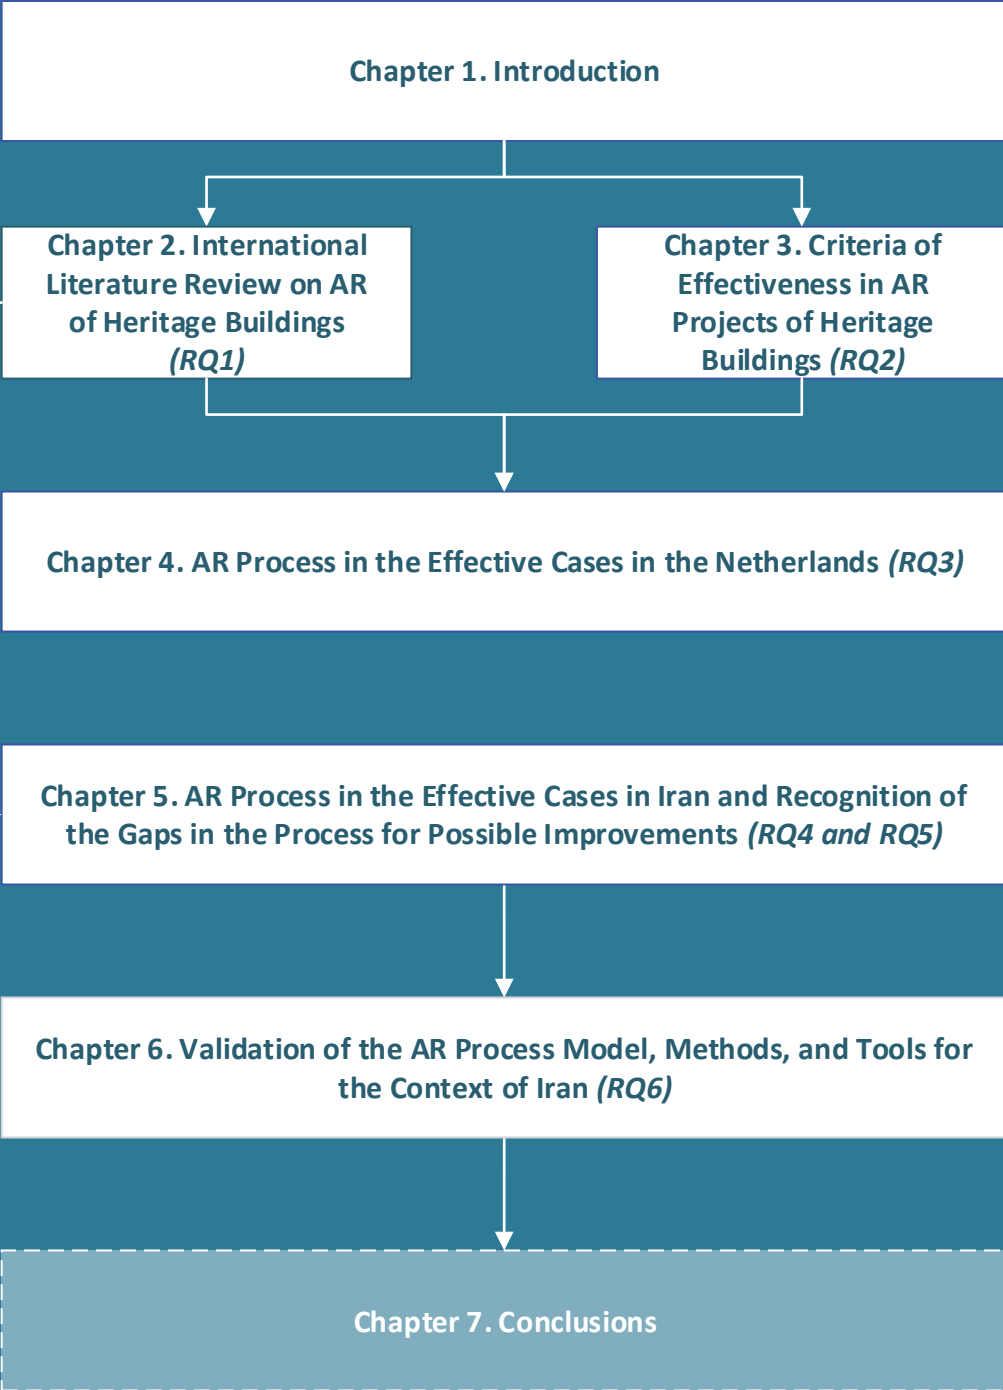 Chapter 1. Introduction
Chapter 2. International
Literature Review on AR
of Heritage Buildings
(RQ1)
Chapter 3. Criteria of
Effectiveness in AR
Projects of Heritage
Buildings (RQ2)
Chapter 4. AR Process in the Effective Cases in the Netherlands (RQ3)
Chapter 5. AR Process in the Effective Cases in Iran and Recognition of
the Gaps in the Process for Possible Improvements (RQ4 and RQ5)
Chapter 6. Validation of the AR Process Model, Methods, and Tools for
the Context of Iran (RQ6)
Chapter 7. Conclusions